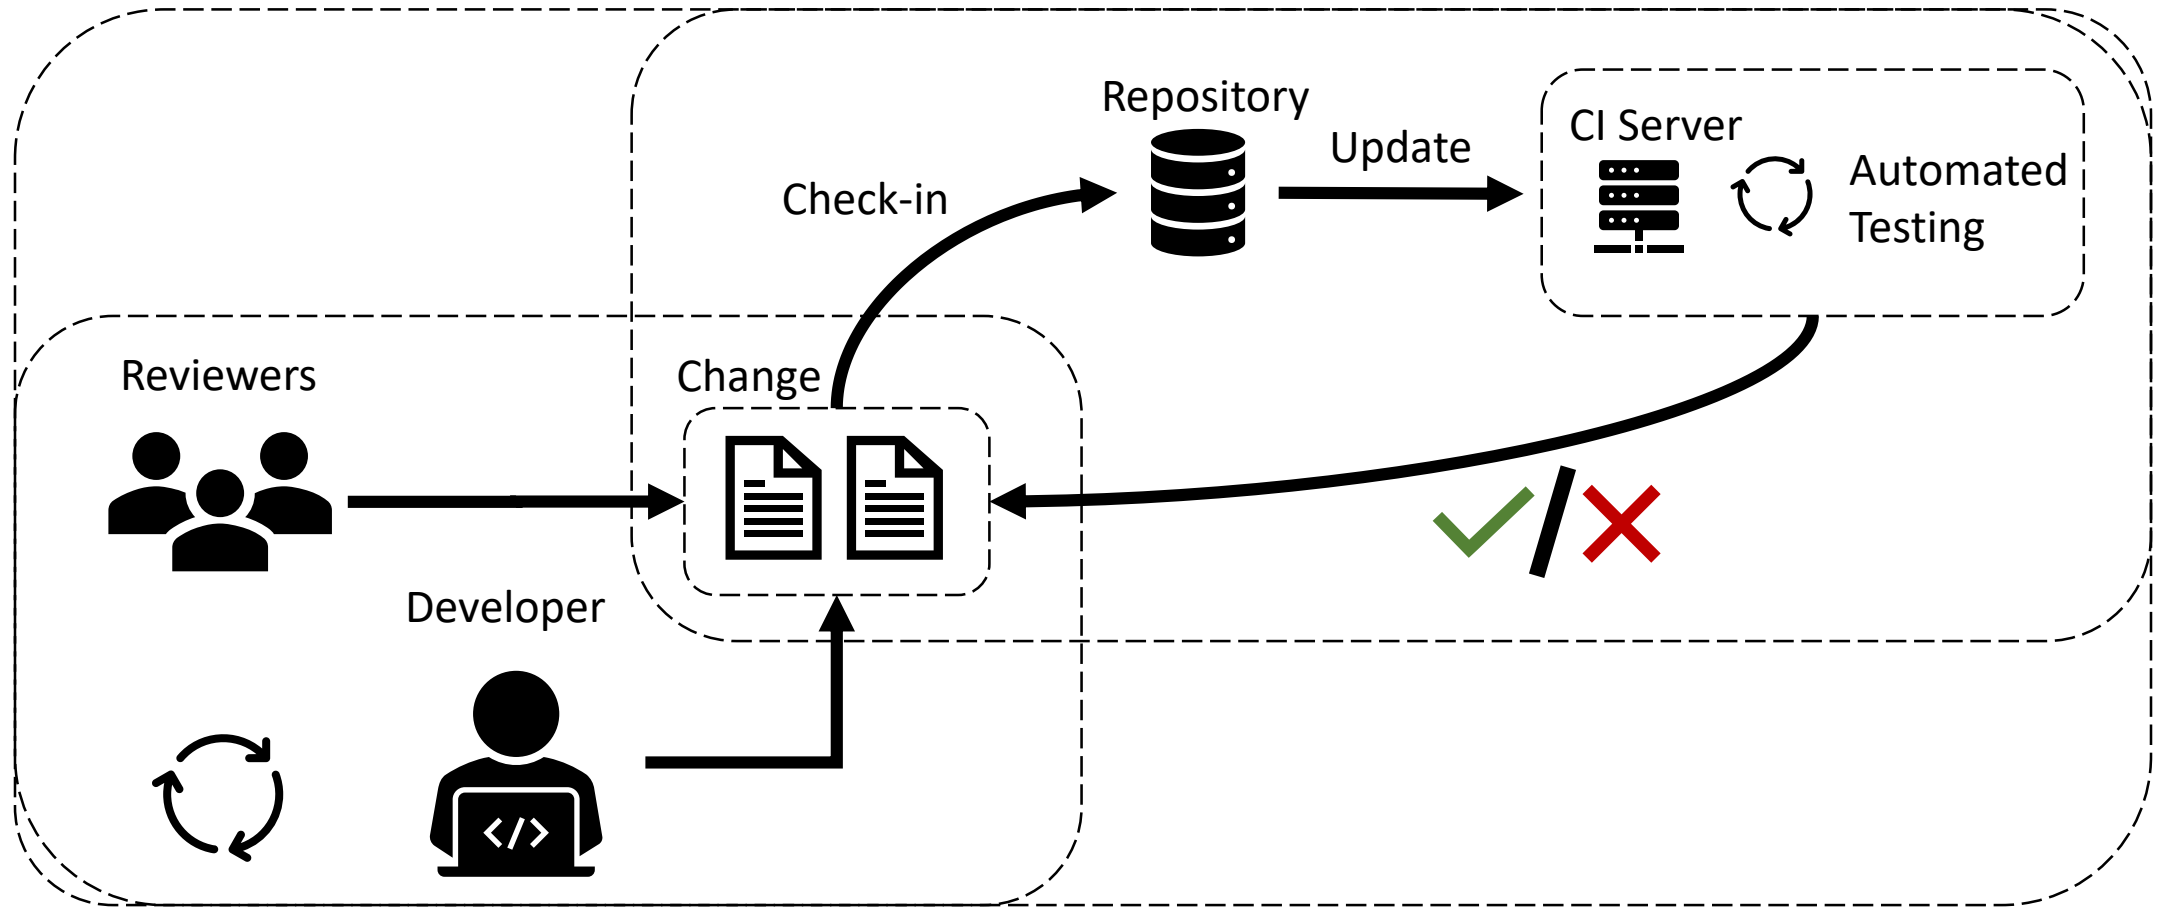 Repository
Update
CI Server
Automated
Testing
Check-in
Reviewers
Change
Developer
</>